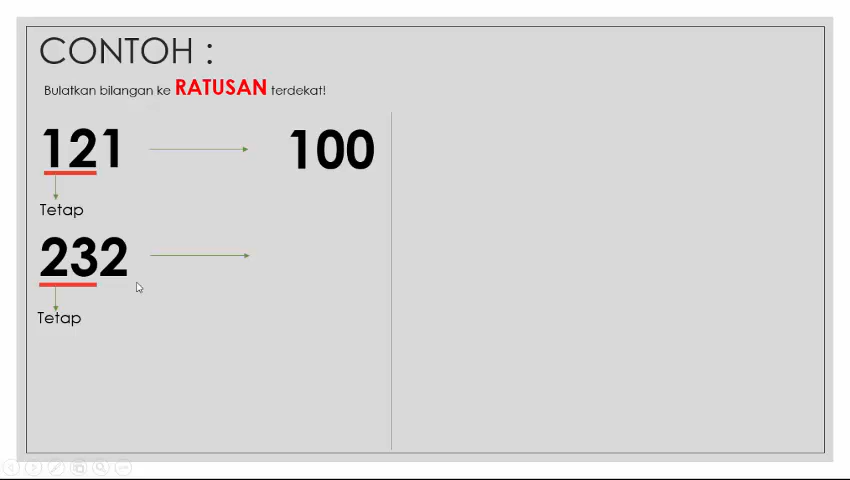 CONTOH :
Bulatkan bilangan ke RATUSAN terdekat!
121 100
Tetap
232
Tetap